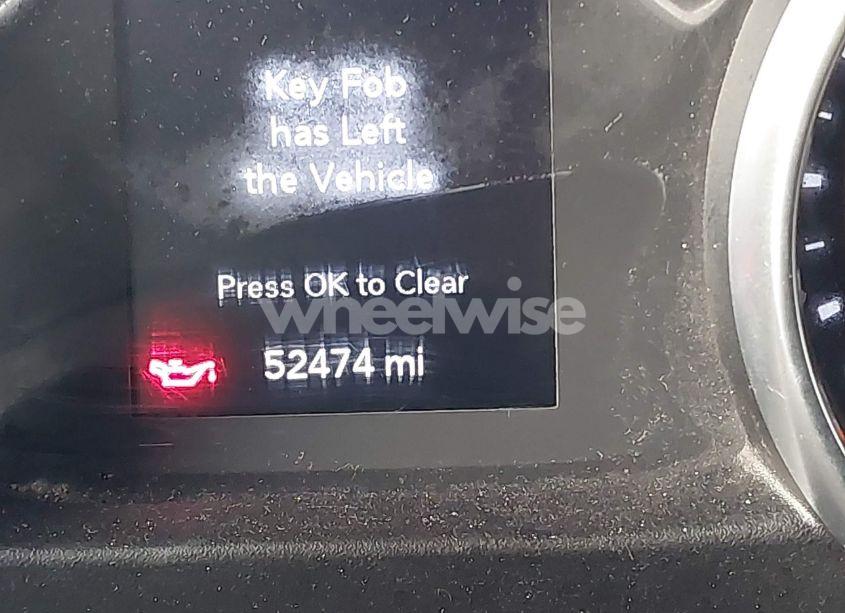 Key Fob
has Left
the Vehicle
Press OK to Clear
wheelwise
52474 mi